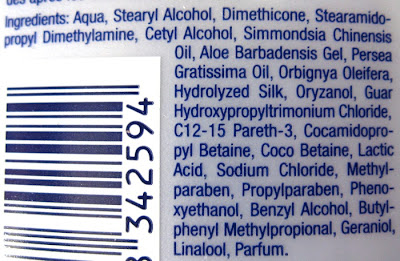 Ingredients: Aqua, Stearyl Alcohol, Dimethicone, Stearamido-
propyl Dimethylamine, Cetyl Alcohol, Simmondsia Chinensis
Oil, Aloe Barbadensis Gel, Persea
Gratissima Oil, Orbignya Oleifera,
Hydrolyzed Silk, Oryzanol, Guar
Hydroxypropyltrimonium Chloride,
C12-15 Pareth-3, Cocamidopro-
pyl Betaine, Coco Betaine, Lactic
Acid, Sodium Chloride, Methyl-
paraben, Propylparaben, Pheno-
xyethanol, Benzyl Alcohol, Butyl-
phenyl Methylpropional, Geraniol,
Linalool, Parfum.
342594